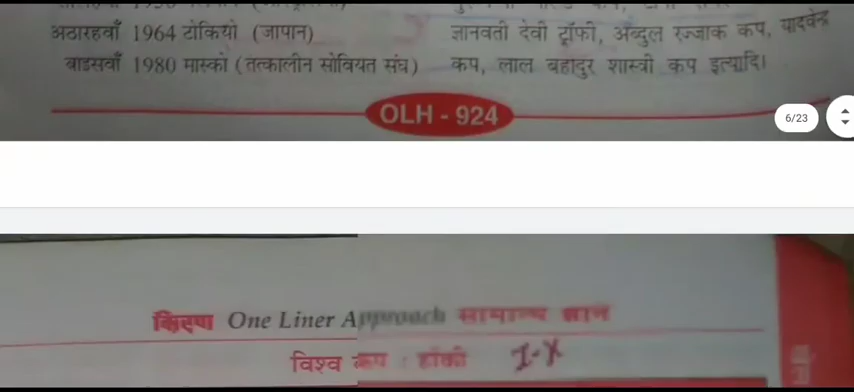 अठारहवाँ 1964 टोकियो (जापान)
बाइसवाँ 1980 मास्को (तत्कालीन सोवियत संघ)
ज्ञानवती देवी ट्रॉफी, अब्दुल रज्जाक कप, यादवेन्द्र
कप, लाल बहादुर शास्त्री कप इत्यादि।
OLH - 924
6/23
किरण One Liner Approach सामान्य ज्ञान
विश्व कप : हॉकी I-X